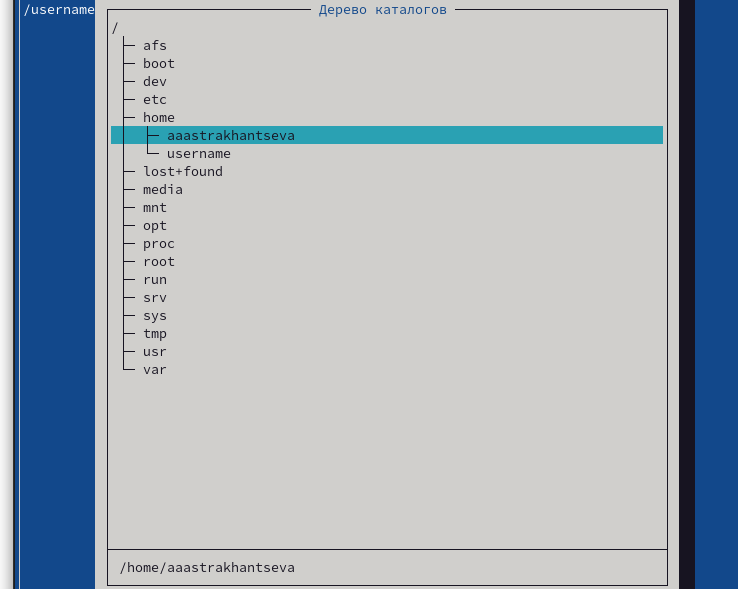 /username
Дерево каталогов
/
afs
boot
dev
etc
home
aaastrakhantseva
username
lost+found
media
mnt
opt
proc
root
run
srv
sys
tmp
usr
var
/home/aaastrakhantseva